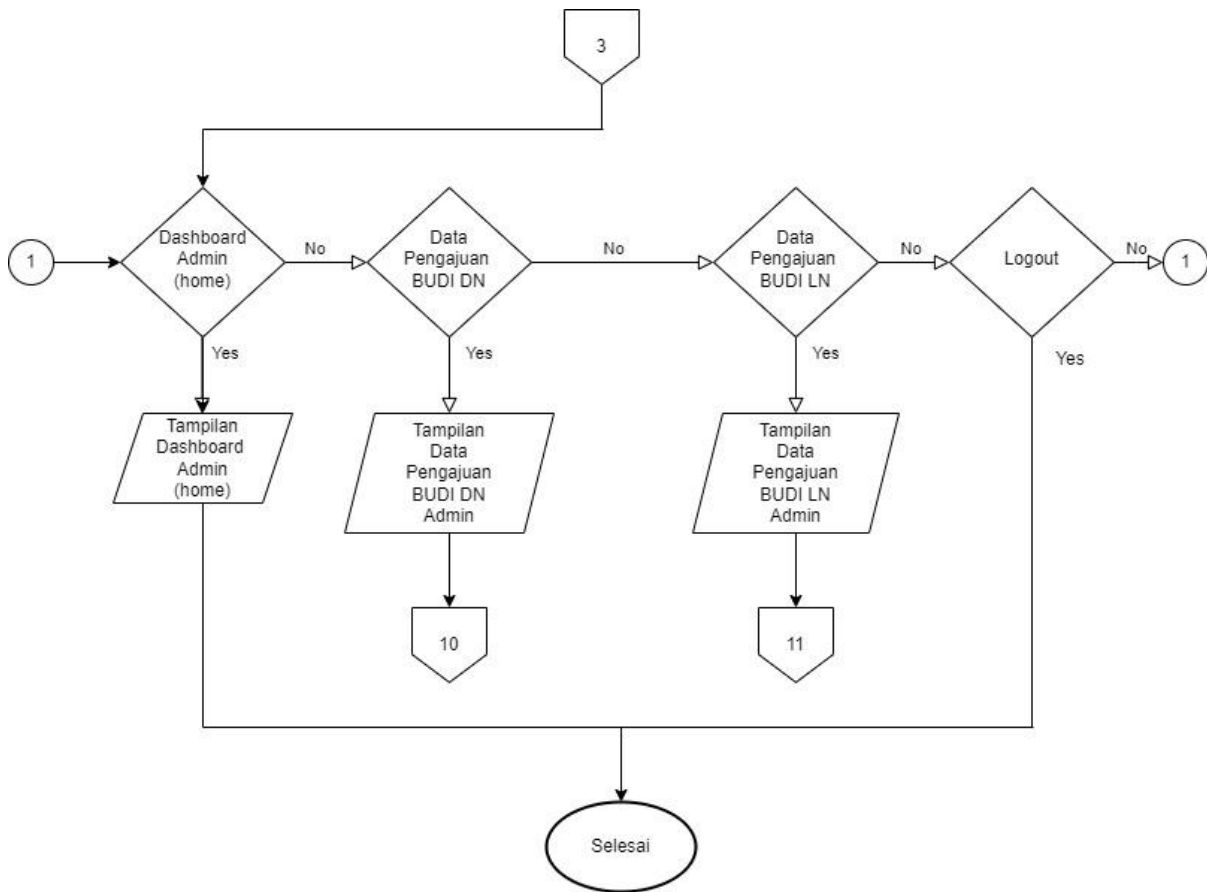 3
1
Dashboard
Admin
(home)
No
Data
Pengajuan
BUDI DN
No
Data
Pengajuan
BUDI LN
No
Logout
No
1
Yes
Yes
Yes
Yes
Tampilan
Dashboard
Admin
(home)
Tampilan
Data
Pengajuan
BUDI DN
Admin
Tampilan
Data
Pengajuan
BUDI LN
Admin
10
11
Selesai